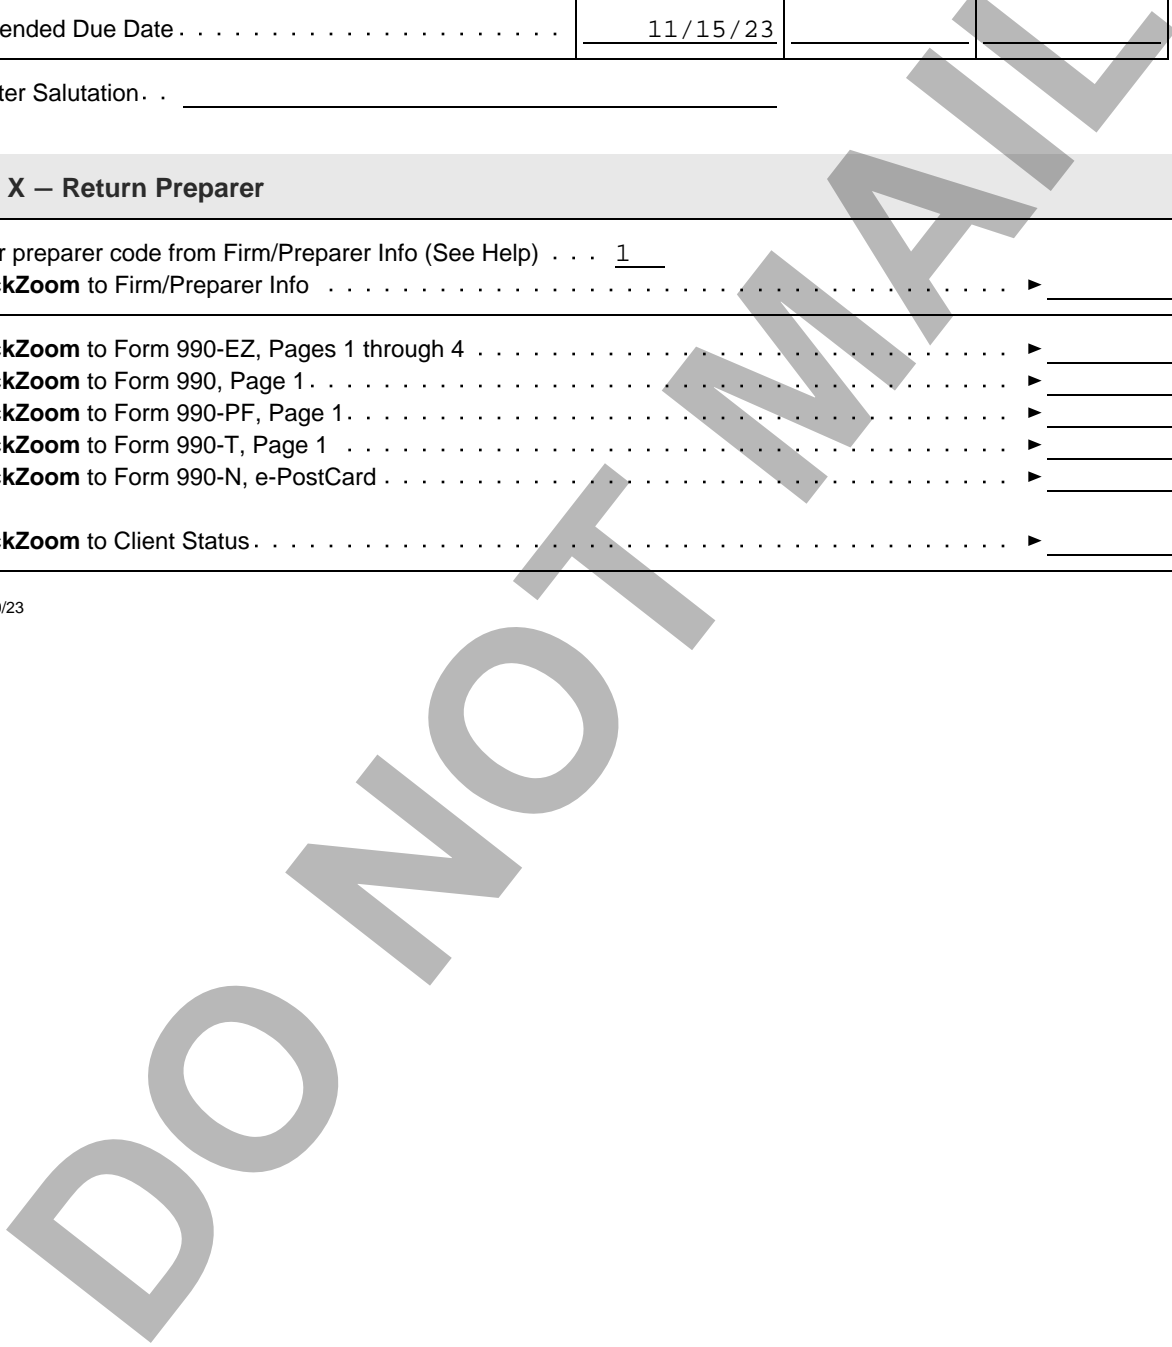 ended Due Date . . . . . . . . . . . . . . . . . . . . . 11/15/23
ter Salutation . .
X – Return Preparer
r preparer code from Firm/Preparer Info (See Help) . . . 1
kZoom to Firm/Preparer Info . . . . . . . . . . . . . . . . . . . . . . . . . . . . . . . . . . . . . ►
kZoom to Form 990-EZ, Pages 1 through 4 . . . . . . . . . . . . . . . . . . . . . . . . . . . . . ►
kZoom to Form 990, Page 1 . . . . . . . . . . . . . . . . . . . . . . . . . . . . . . . . . . . . . . ►
kZoom to Form 990-PF, Page 1 . . . . . . . . . . . . . . . . . . . . . . . . . . . . . . . . . . . . ►
kZoom to Form 990-T, Page 1 . . . . . . . . . . . . . . . . . . . . . . . . . . . . . . . . . . . . ►
kZoom to Form 990-N, e-PostCard . . . . . . . . . . . . . . . . . . . . . . . . . . . . . . . . . . ►
kZoom to Client Status . . . . . . . . . . . . . . . . . . . . . . . . . . . . . . . . . . . . . . . . . ►
/23
DO NOT MAIL